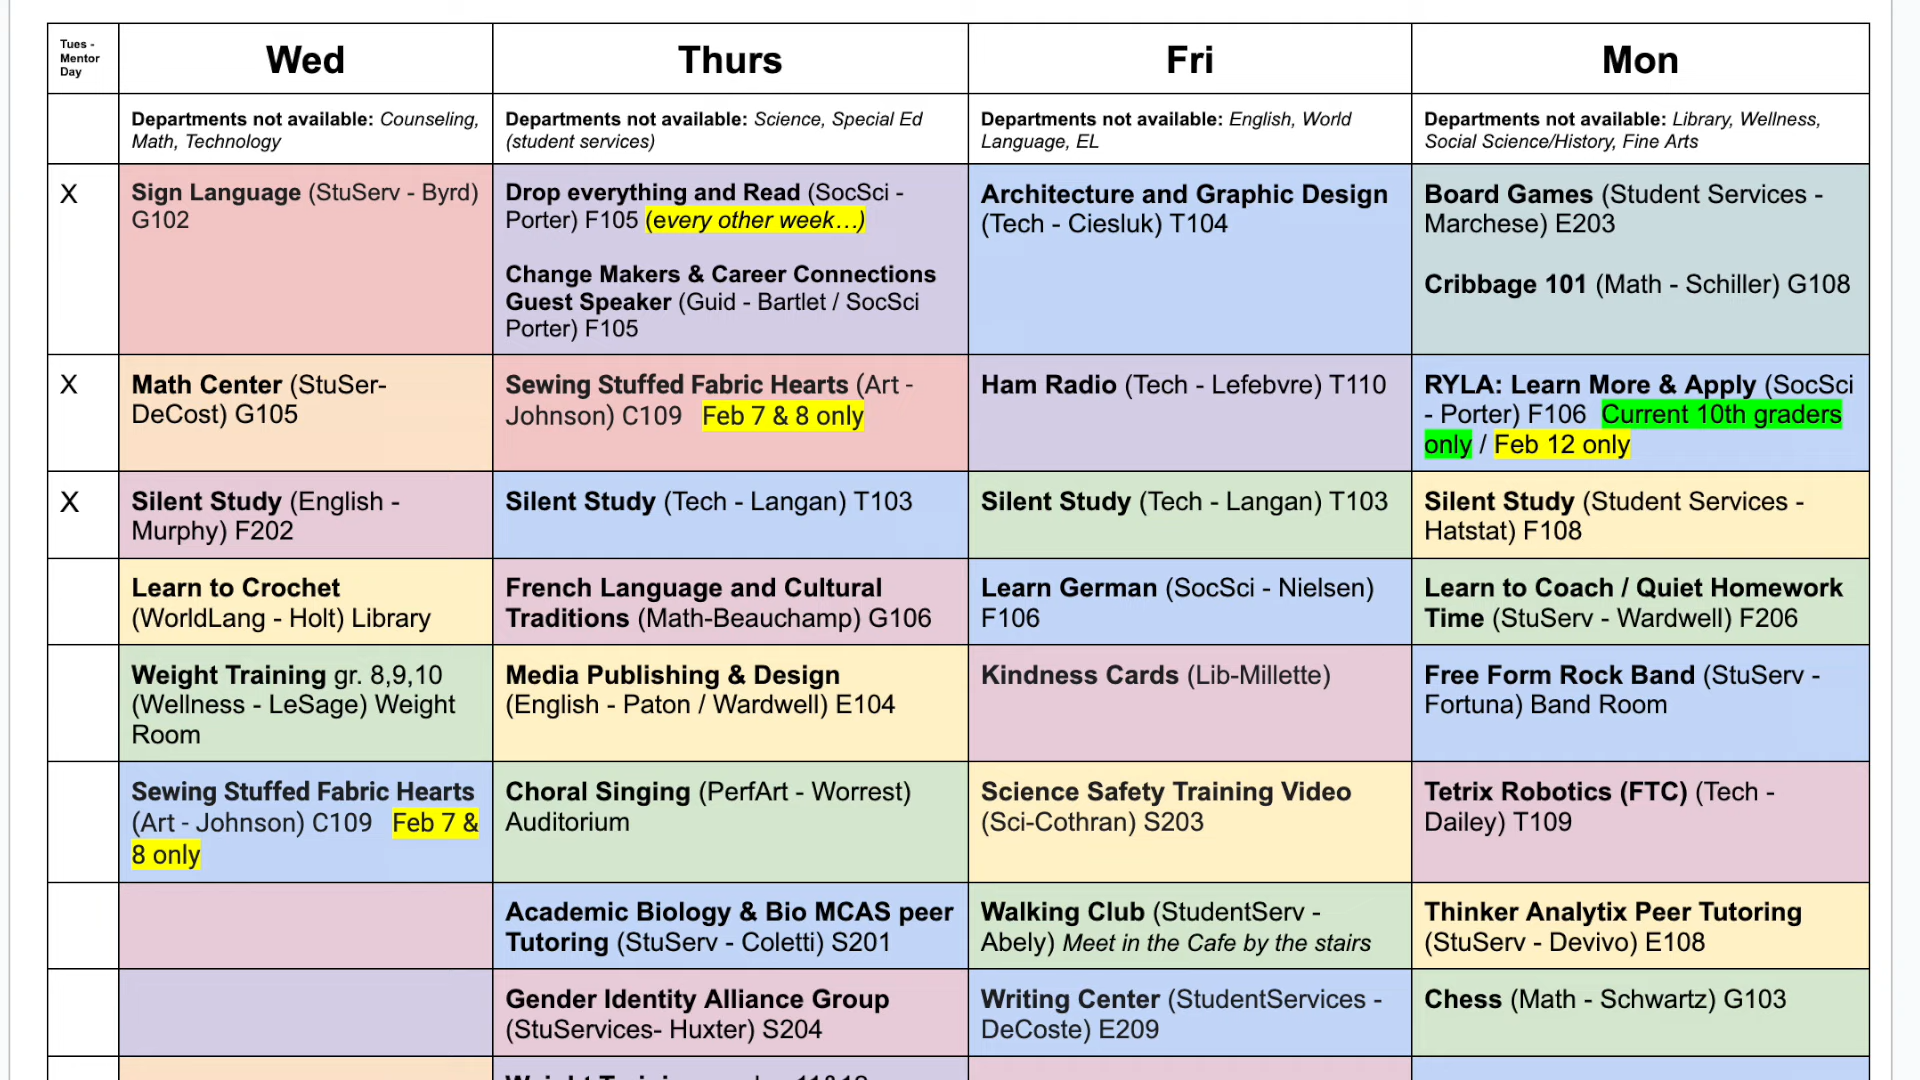 Tues -
Mentor
Day
Wed
Thurs
Fri
Mon
Departments not available: Counseling,
Math, Technology
Departments not available: Science, Special Ed
(student services)
Departments not available: English, World
Language, EL
Departments not available: Library, Wellness,
Social Science/History, Fine Arts
X
Sign Language (StuServ - Byrd)
G102
Drop everything and Read (SocSci -
Porter) F105 (every other week…)
Change Makers & Career Connections
Guest Speaker (Guid - Bartlet / SocSci
Porter) F105
Architecture and Graphic Design
(Tech - Ciesluk) T104
Board Games (Student Services -
Marchese) E203
Cribbage 101 (Math - Schiller) G108
X
Math Center (StuSer-
DeCost) G105
Sewing Stuffed Fabric Hearts (Art -
Johnson) C109 Feb 7 & 8 only
Ham Radio (Tech - Lefebvre) T110
RYLA: Learn More & Apply (SocSci
- Porter) F106 Current 10th graders
only / Feb 12 only
X
Silent Study (English -
Murphy) F202
Silent Study (Tech - Langan) T103
Silent Study (Tech - Langan) T103
Silent Study (Student Services -
Hatstat) F108
Learn to Crochet
(WorldLang - Holt) Library
French Language and Cultural
Traditions (Math-Beauchamp) G106
Learn German (SocSci - Nielsen)
F106
Learn to Coach / Quiet Homework
Time (StuServ - Wardwell) F206
Weight Training gr. 8,9,10
(Wellness - LeSage) Weight
Room
Media Publishing & Design
(English - Paton / Wardwell) E104
Kindness Cards (Lib-Millette)
Free Form Rock Band (StuServ -
Fortuna) Band Room
Sewing Stuffed Fabric Hearts
(Art - Johnson) C109 Feb 7 &
8 only
Choral Singing (PerfArt - Worrest)
Auditorium
Science Safety Training Video
(Sci-Cothran) S203
Tetrix Robotics (FTC) (Tech -
Dailey) T109
Academic Biology & Bio MCAS peer
Tutoring (StuServ - Coletti) S201
Walking Club (StudentServ -
Abely) Meet in the Cafe by the stairs
Thinker Analytix Peer Tutoring
(StuServ - Devivo) E108
Gender Identity Alliance Group
(StuServices- Huxter) S204
Writing Center (StudentServices -
DeCoste) E209
Chess (Math - Schwartz) G103